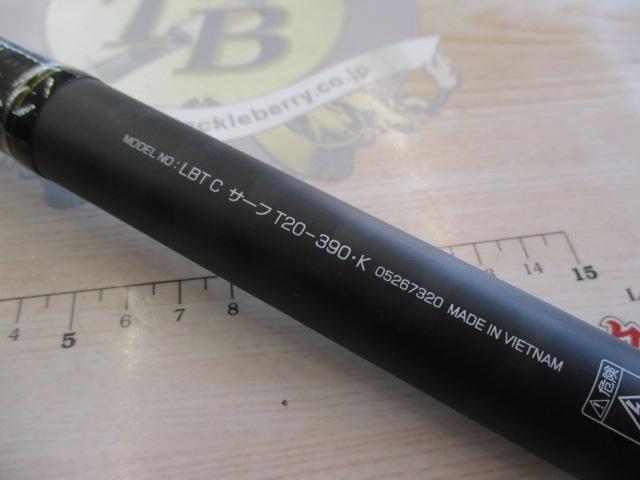 TB
ckleberry.co.jp
MODEL NO : LBT C サーフ T20-390・K 05267320 MADE IN VIETNAM
危険
4 5 6 7 8 13 14 15